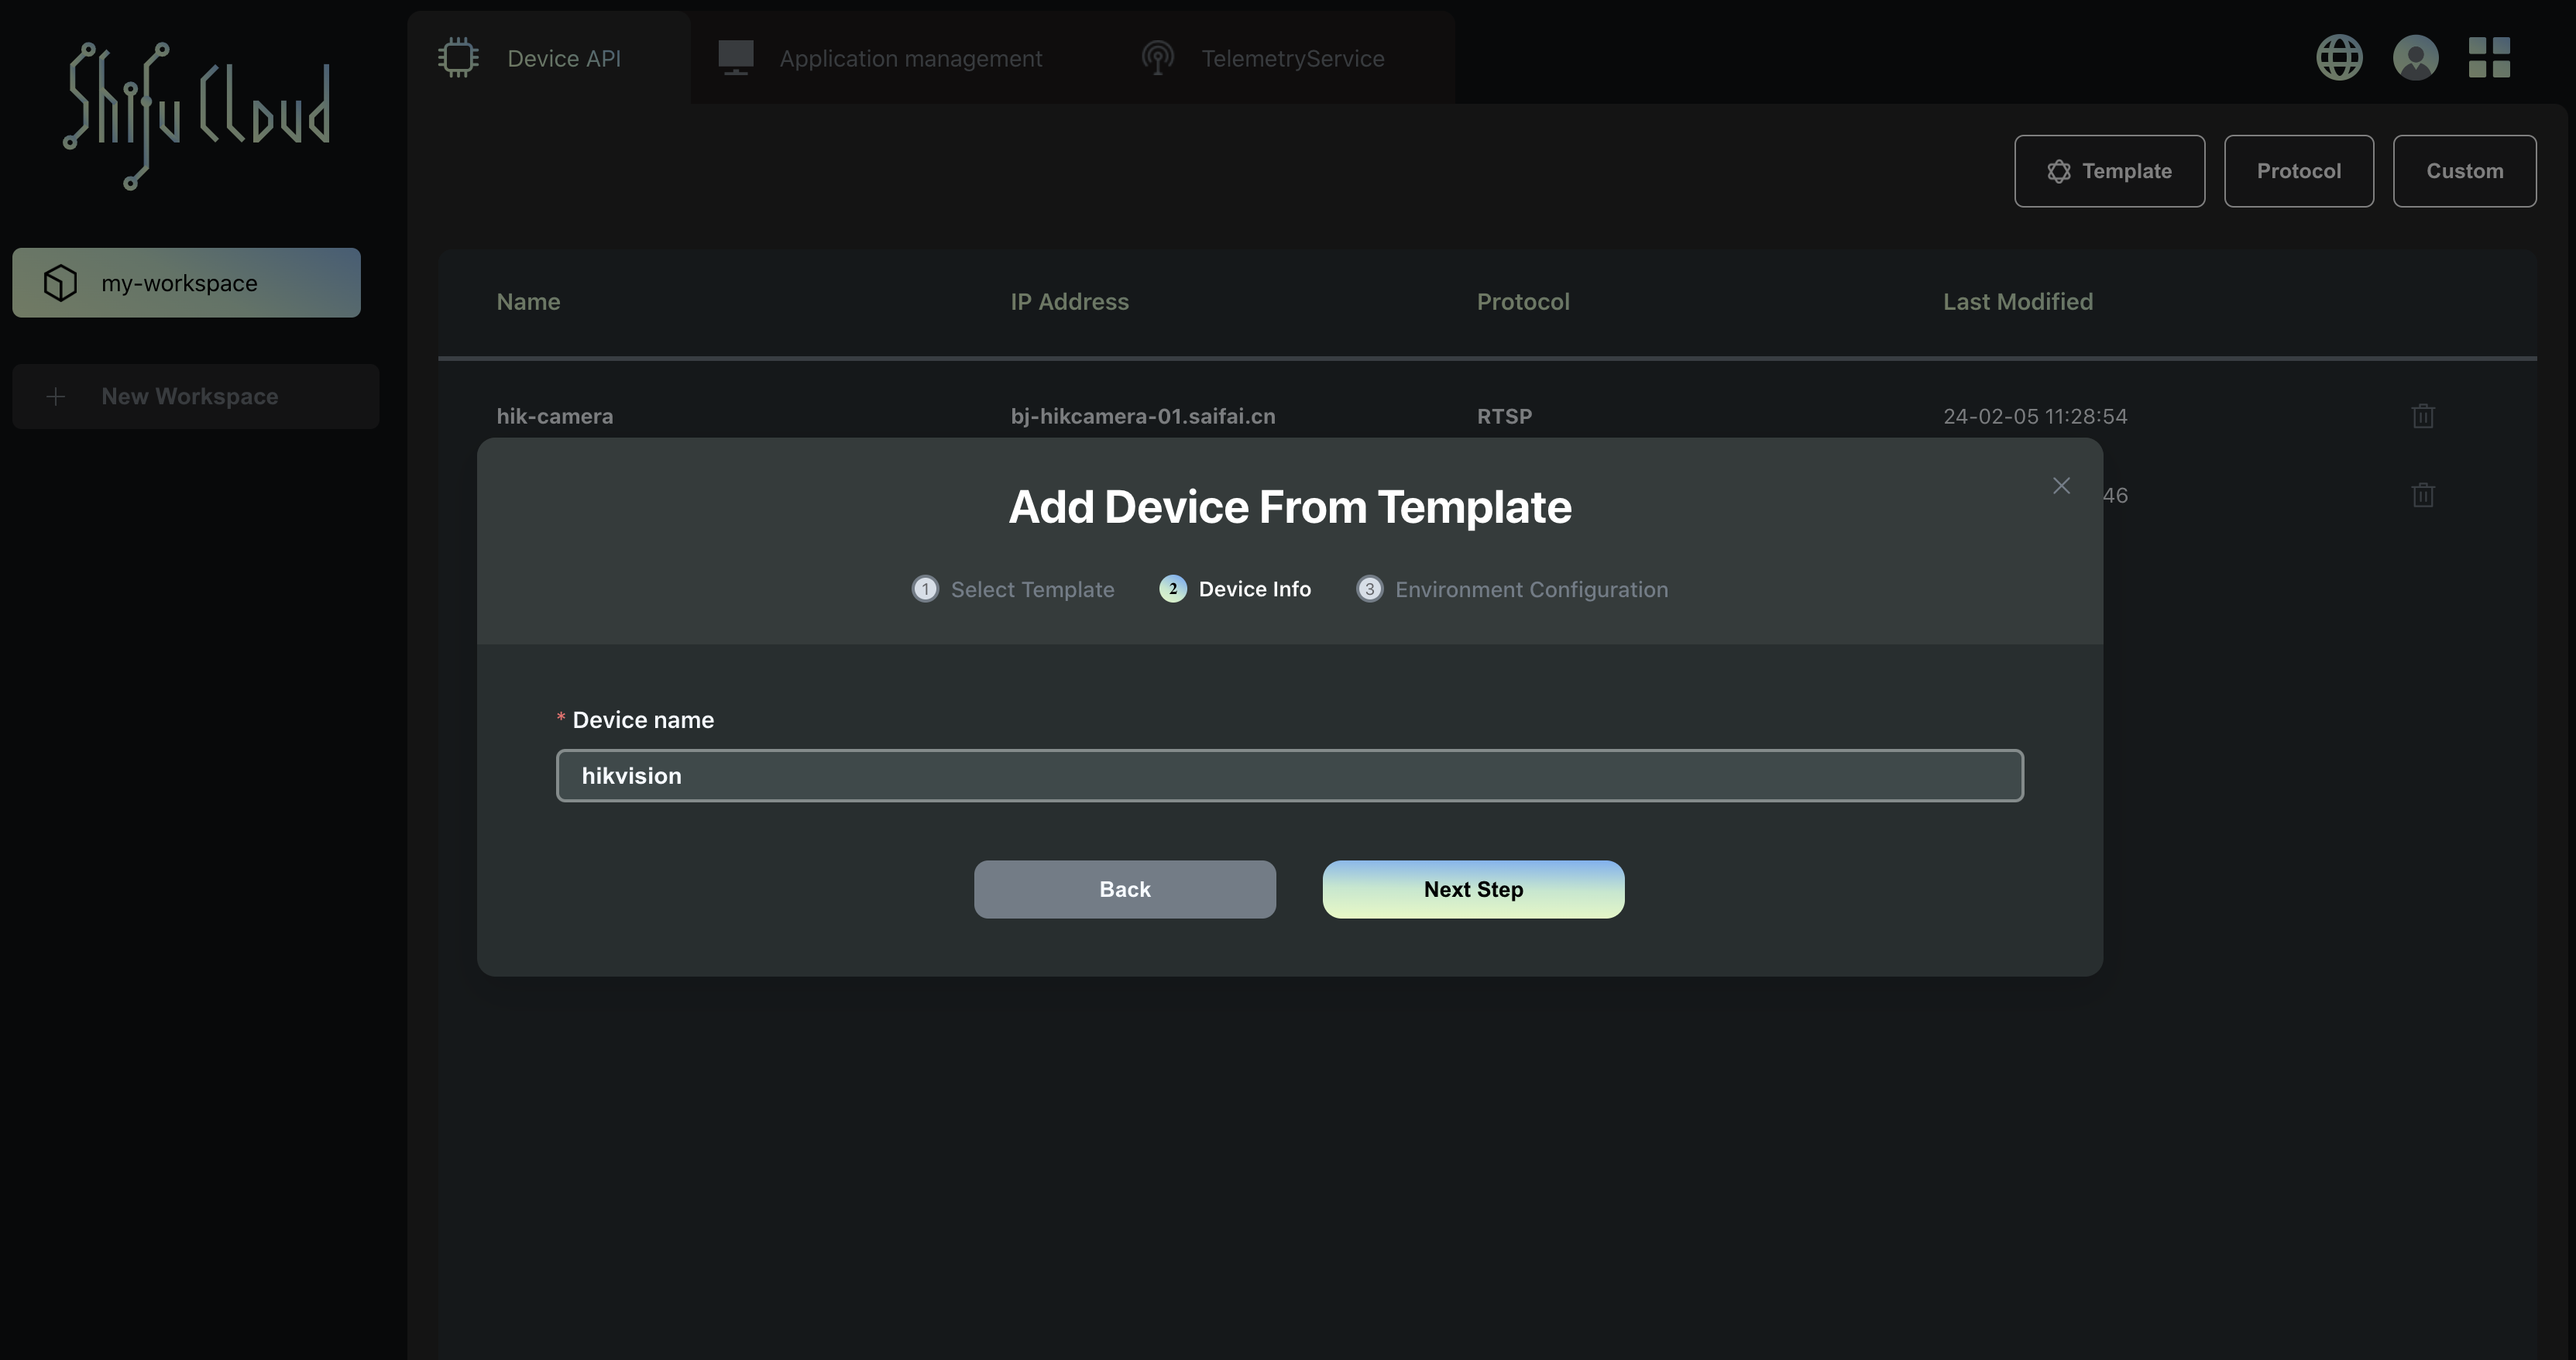 Shifu Cloud
Device API
Application management
TelemetryService
Template
Protocol
Custom
my-workspace
New Workspace
Name
IP Address
Protocol
Last Modified
hik-camera
bj-hikcamera-01.saifai.cn
RTSP
24-02-05 11:28:54
46
Add Device From Template
1 Select Template
2 Device Info
3 Environment Configuration
* Device name
hikvision
Back
Next Step